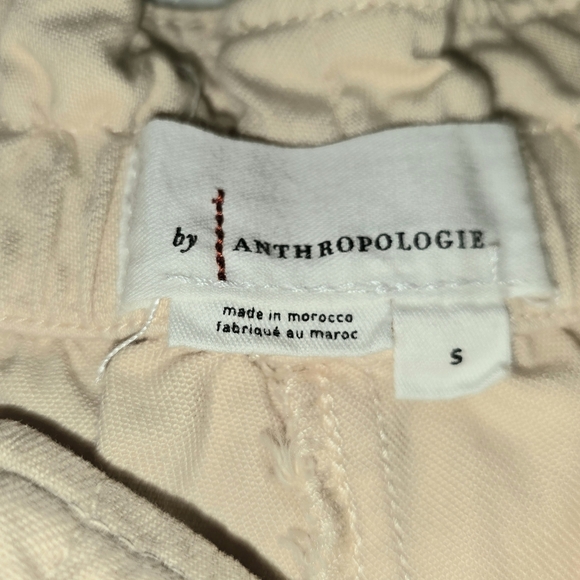 by ANTHROPOLOGIE
made in morocco
fabriqué au maroc
S